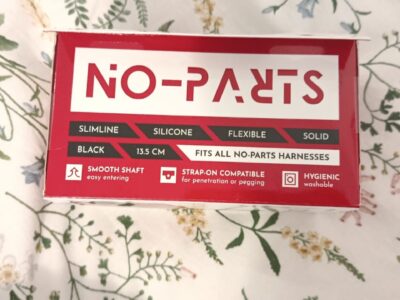 NO-PARTS
SLIMLINE SILICONE FLEXIBLE SOLID
BLACK 13.5 CM FITS ALL NO-PARTS HARNESSES
SMOOTH SHAFT
easy entering
STRAP-ON COMPATIBLE
for penetration or pegging
HYGIENIC
washable